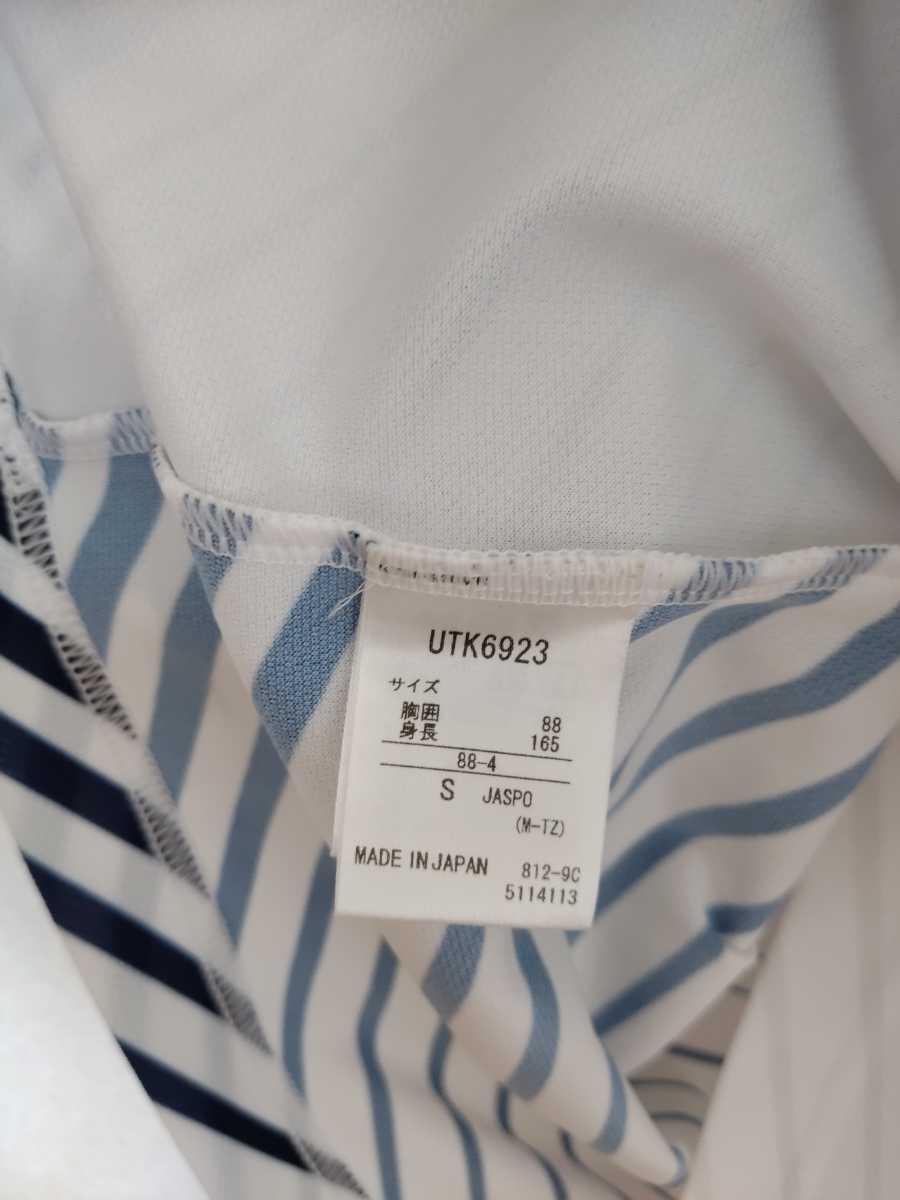 UTK6923
サイズ
胸囲 88
身長 165
88-4
S JASPO
(M-TZ)
MADE IN JAPAN 812-9C
5114113